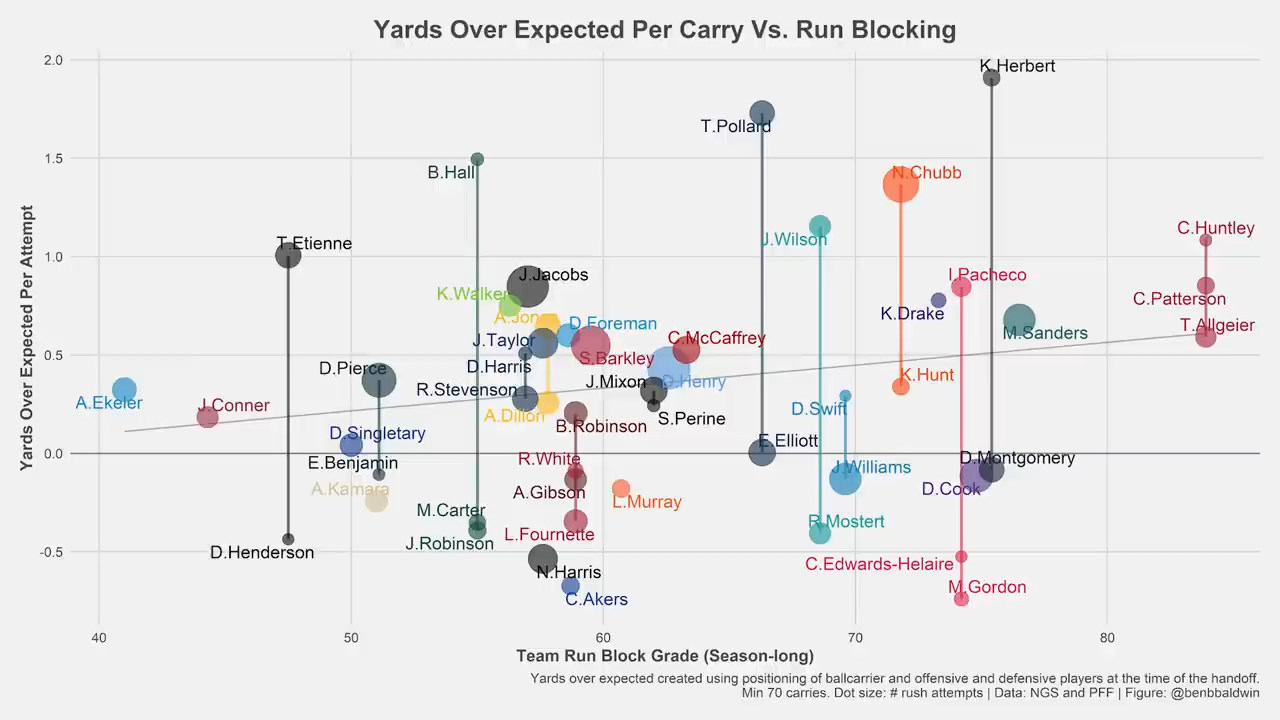 Yards Over Expected Per Carry Vs. Run Blocking
Yards Over Expected Per Attempt
2.0
1.5
1.0
0.5
0.0
-0.5
K.Herbert
T.Pollard
B.Hall
N.Chubb
C.Huntley
J.Wilson
T.Etienne
J.Jacobs
I.Pacheco
K.Walker
C.Patterson
K.Drake
A.Jones
D.Foreman
T.Allgeier
M.Sanders
J.Taylor
C.McCaffrey
S.Barkley
D.Harris
D.Pierce
K.Hunt
J.Mixon
D.Henry
R.Stevenson
A.Ekeler
J.Conner
D.Swift
A.Dillon
S.Perine
B.Robinson
D.Singletary
E.Elliott
R.White
E.Benjamin
D.Montgomery
J.Williams
A.Kamara
A.Gibson
D.Cook
L.Murray
M.Carter
R.Mostert
L.Fournette
J.Robinson
D.Henderson
C.Edwards-Helaire
N.Harris
M.Gordon
C.Akers
40 50 60 70 80
Team Run Block Grade (Season-long)
Yards over expected created using positioning of ballcarrier and offensive and defensive players at the time of the handoff.
Min 70 carries. Dot size: # rush attempts | Data: NGS and PFF | Figure: @benbbaldwin